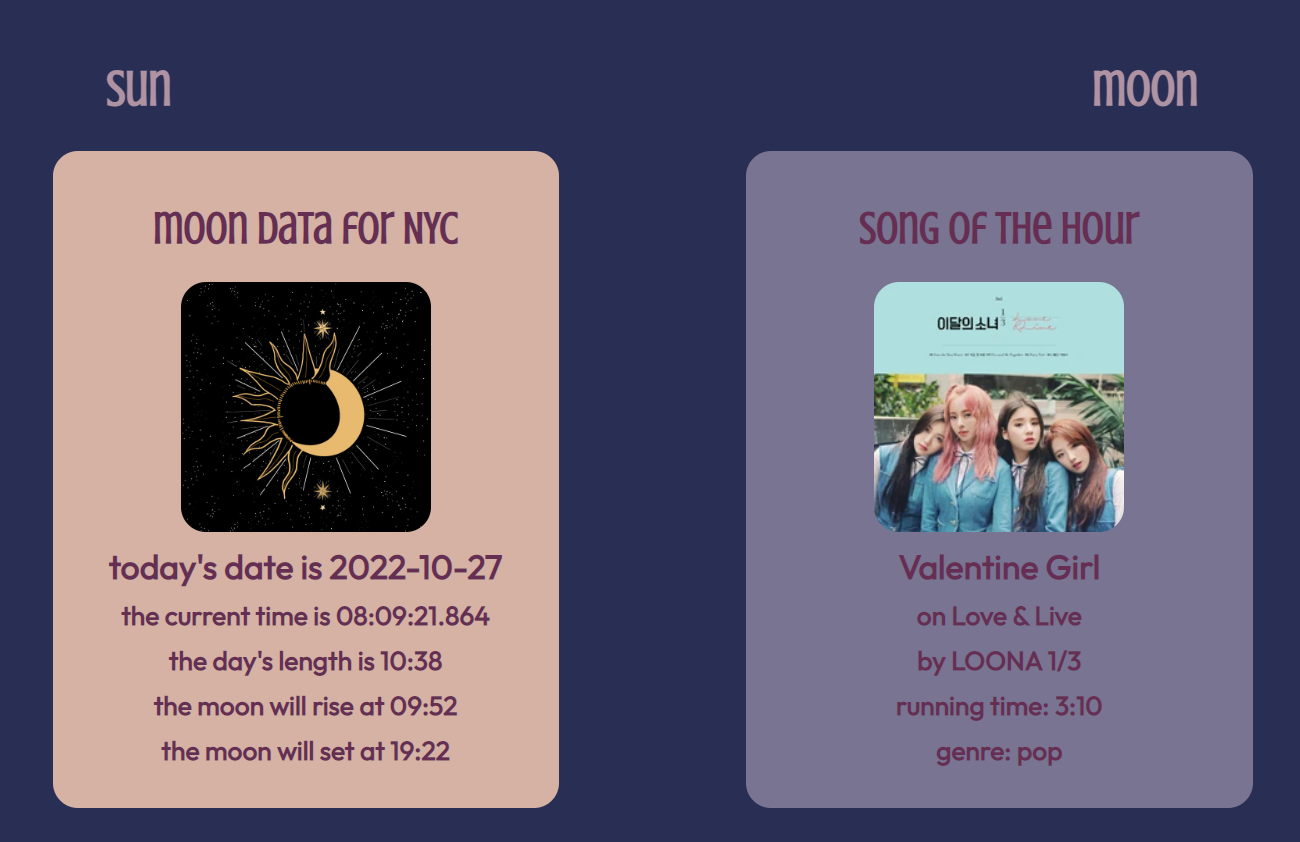 sun
moon
moon data for NYC
today's date is 2022-10-27
the current time is 08:09:21.864
the day's length is 10:38
the moon will rise at 09:52
the moon will set at 19:22
song of the hour
이달의 소녀 1/3
Valentine Girl
on Love & Live
by LOONA 1/3
running time: 3:10
genre: pop